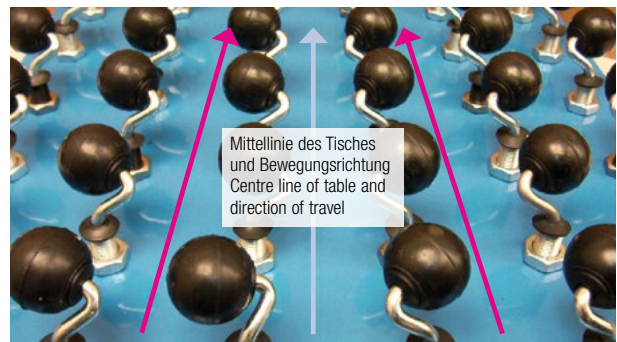 Mittellinie des Tisches
und Bewegungsrichtung
Centre line of table and
direction of travel